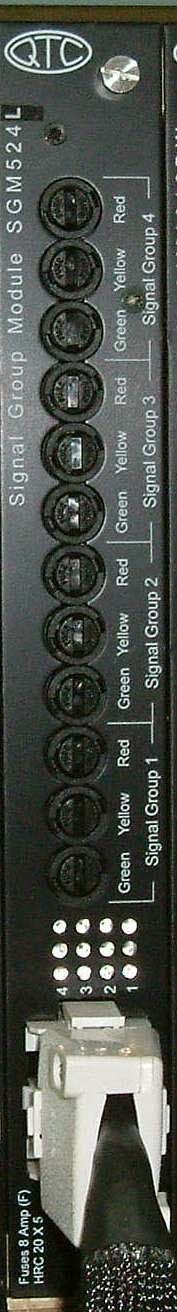 QTC
Signal Group Module SGM524 L
Red
Yellow
Green
Signal Group 4
Red
Yellow
Green
Signal Group 3
Red
Yellow
Green
Signal Group 2
Red
Yellow
Green
Signal Group 1
4
3
2
1
Fuses 8 Amp (F)
HRC 20 X 5